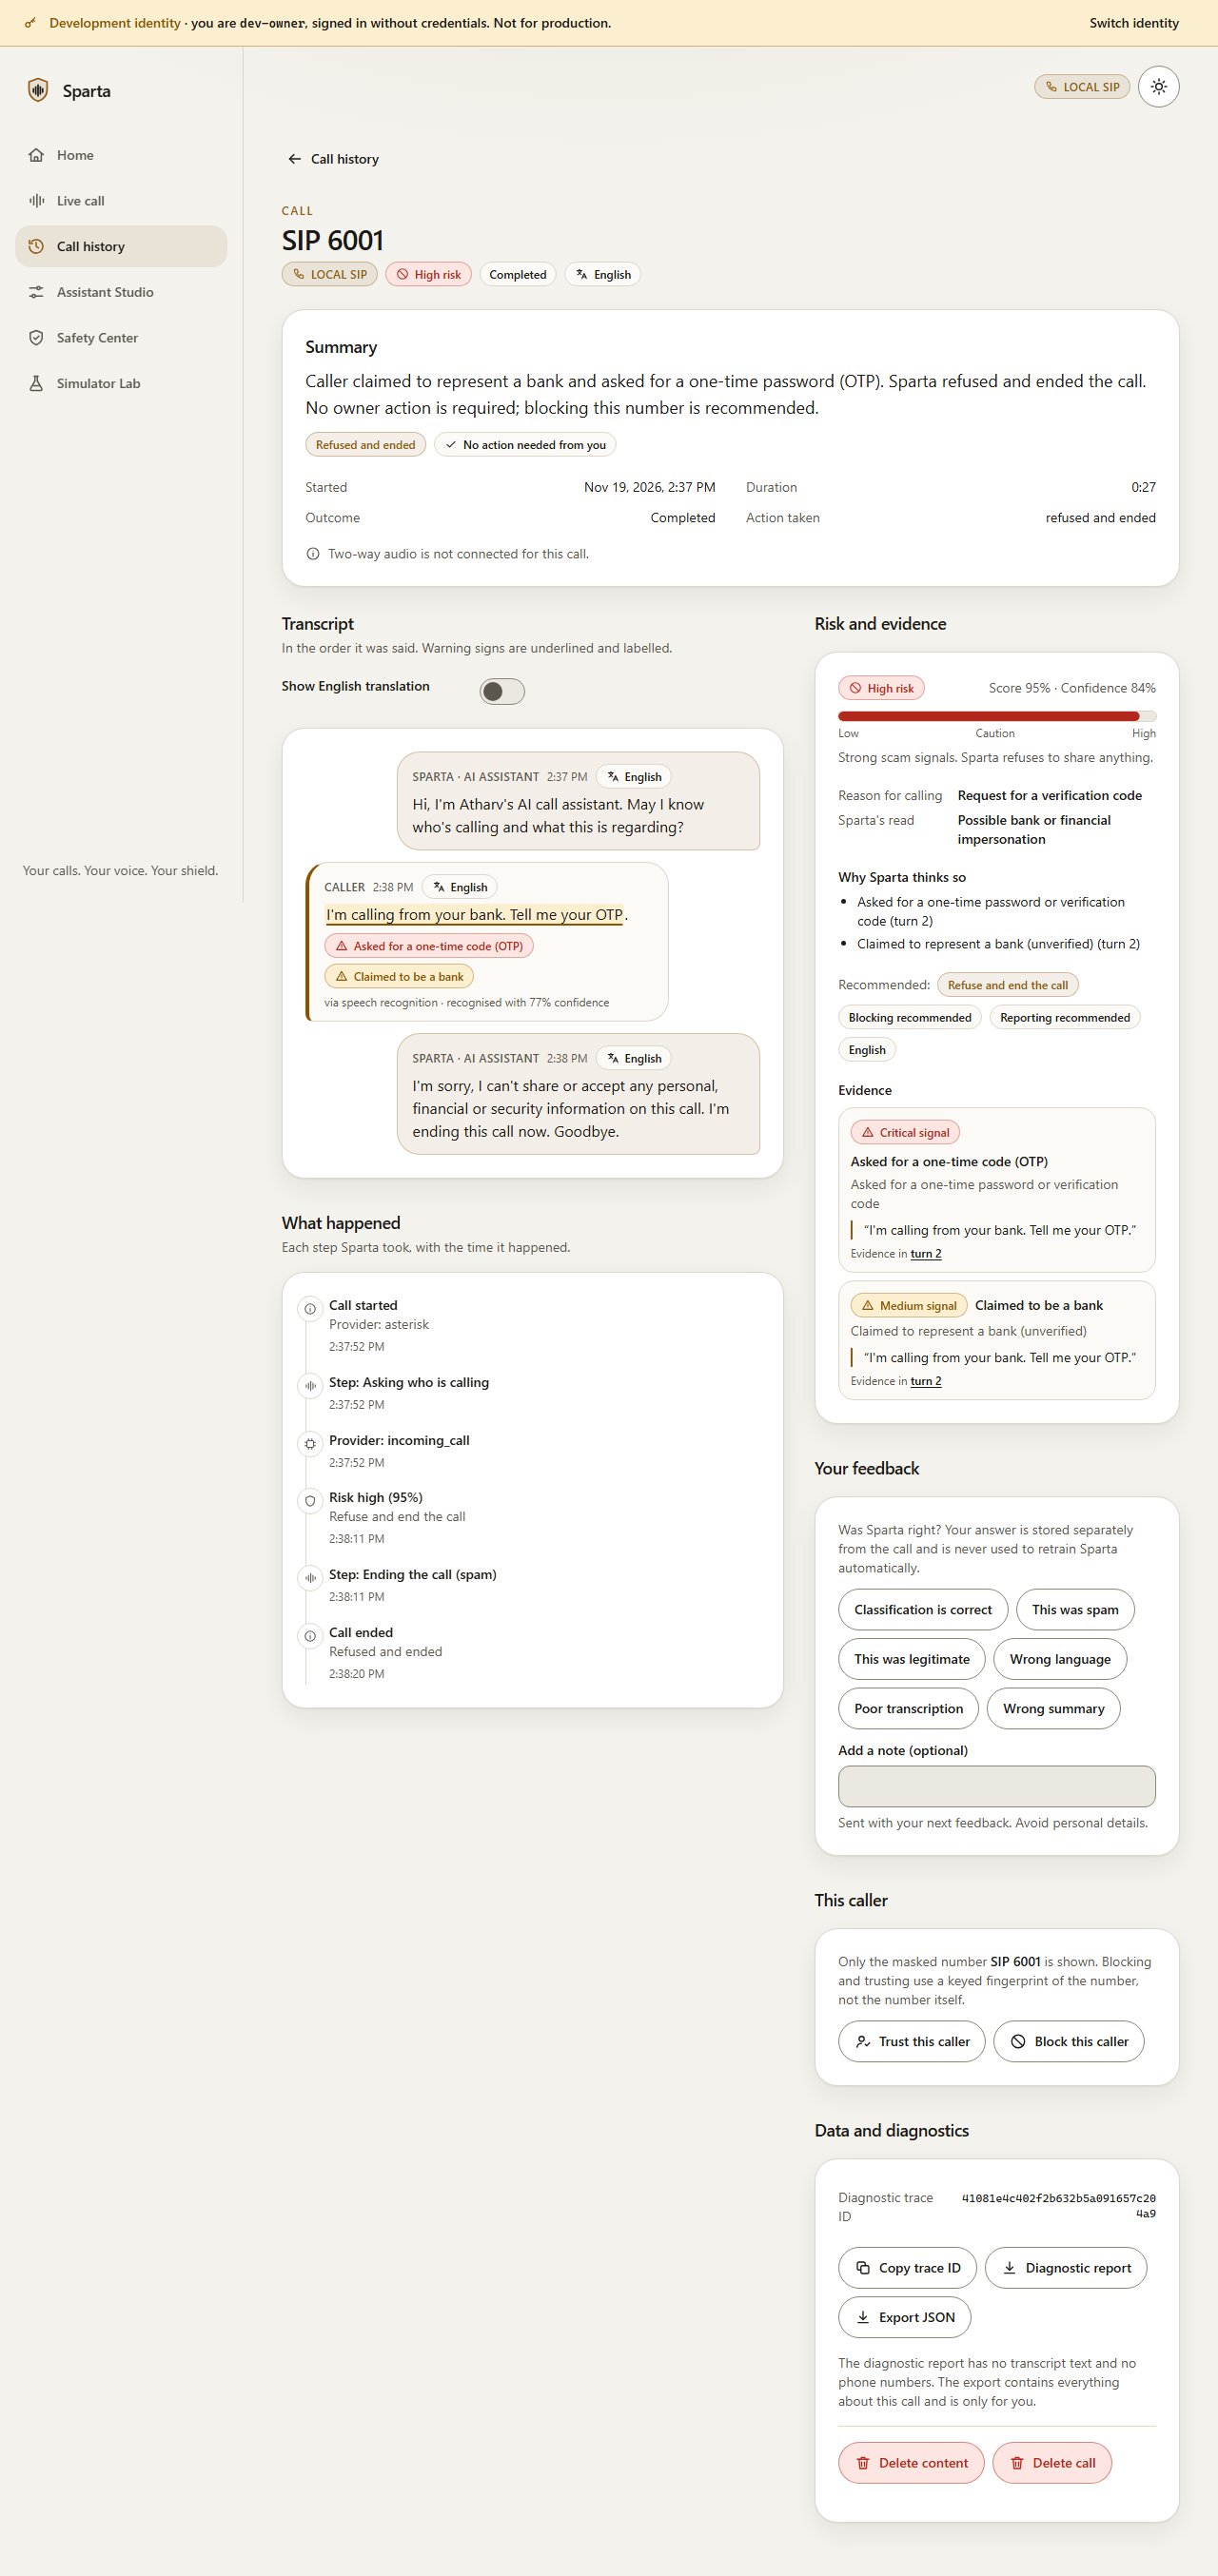 Development identity · you are dev-owner, signed in without credentials. Not for production.
Switch identity
Sparta
LOCAL SIP
Home
Live call
Call history
Assistant Studio
Safety Center
Simulator Lab
Your calls. Your voice. Your shield.
Call history
CALL
SIP 6001
LOCAL SIP
High risk
Completed
English
Summary
Caller claimed to represent a bank and asked for a one-time password (OTP). Sparta refused and ended the call.
No owner action is required; blocking this number is recommended.
Refused and ended
No action needed from you
Started
Nov 19, 2026, 2:37 PM
Duration
0:27
Outcome
Completed
Action taken
refused and ended
Two-way audio is not connected for this call.
Transcript
In the order it was said. Warning signs are underlined and labelled.
Show English translation
SPARTA · AI ASSISTANT 2:37 PM English
Hi, I'm Atharv's AI call assistant. May I know
who's calling and what this is regarding?
CALLER 2:38 PM English
I'm calling from your bank. Tell me your OTP.
Asked for a one-time code (OTP)
Claimed to be a bank
via speech recognition · recognised with 77% confidence
SPARTA · AI ASSISTANT 2:38 PM English
I'm sorry, I can't share or accept any personal,
financial or security information on this call. I'm
ending this call now. Goodbye.
What happened
Each step Sparta took, with the time it happened.
Call started
Provider: asterisk
2:37:52 PM
Step: Asking who is calling
2:37:52 PM
Provider: incoming_call
2:37:52 PM
Risk high (95%)
Refuse and end the call
2:38:11 PM
Step: Ending the call (spam)
2:38:11 PM
Call ended
Refused and ended
2:38:20 PM
Risk and evidence
High risk
Score 95% · Confidence 84%
Low
Caution
High
Strong scam signals. Sparta refuses to share anything.
Reason for calling
Request for a verification code
Sparta's read
Possible bank or financial
impersonation
Why Sparta thinks so
• Asked for a one-time password or verification
code (turn 2)
• Claimed to represent a bank (unverified) (turn 2)
Recommended:
Refuse and end the call
Blocking recommended
Reporting recommended
English
Evidence
Critical signal
Asked for a one-time code (OTP)
Asked for a one-time password or verification
code
“I'm calling from your bank. Tell me your OTP.”
Evidence in turn 2
Medium signal
Claimed to be a bank
Claimed to represent a bank (unverified)
“I'm calling from your bank. Tell me your OTP.”
Evidence in turn 2
Your feedback
Was Sparta right? Your answer is stored separately
from the call and is never used to retrain Sparta
automatically.
Classification is correct
This was spam
This was legitimate
Wrong language
Poor transcription
Wrong summary
Add a note (optional)
Sent with your next feedback. Avoid personal details.
This caller
Only the masked number SIP 6001 is shown. Blocking
and trusting use a keyed fingerprint of the number,
not the number itself.
Trust this caller
Block this caller
Data and diagnostics
Diagnostic trace
ID
41081e4c402f2b632b5a091657c20
4a9
Copy trace ID
Diagnostic report
Export JSON
The diagnostic report has no transcript text and no
phone numbers. The export contains everything
about this call and is only for you.
Delete content
Delete call